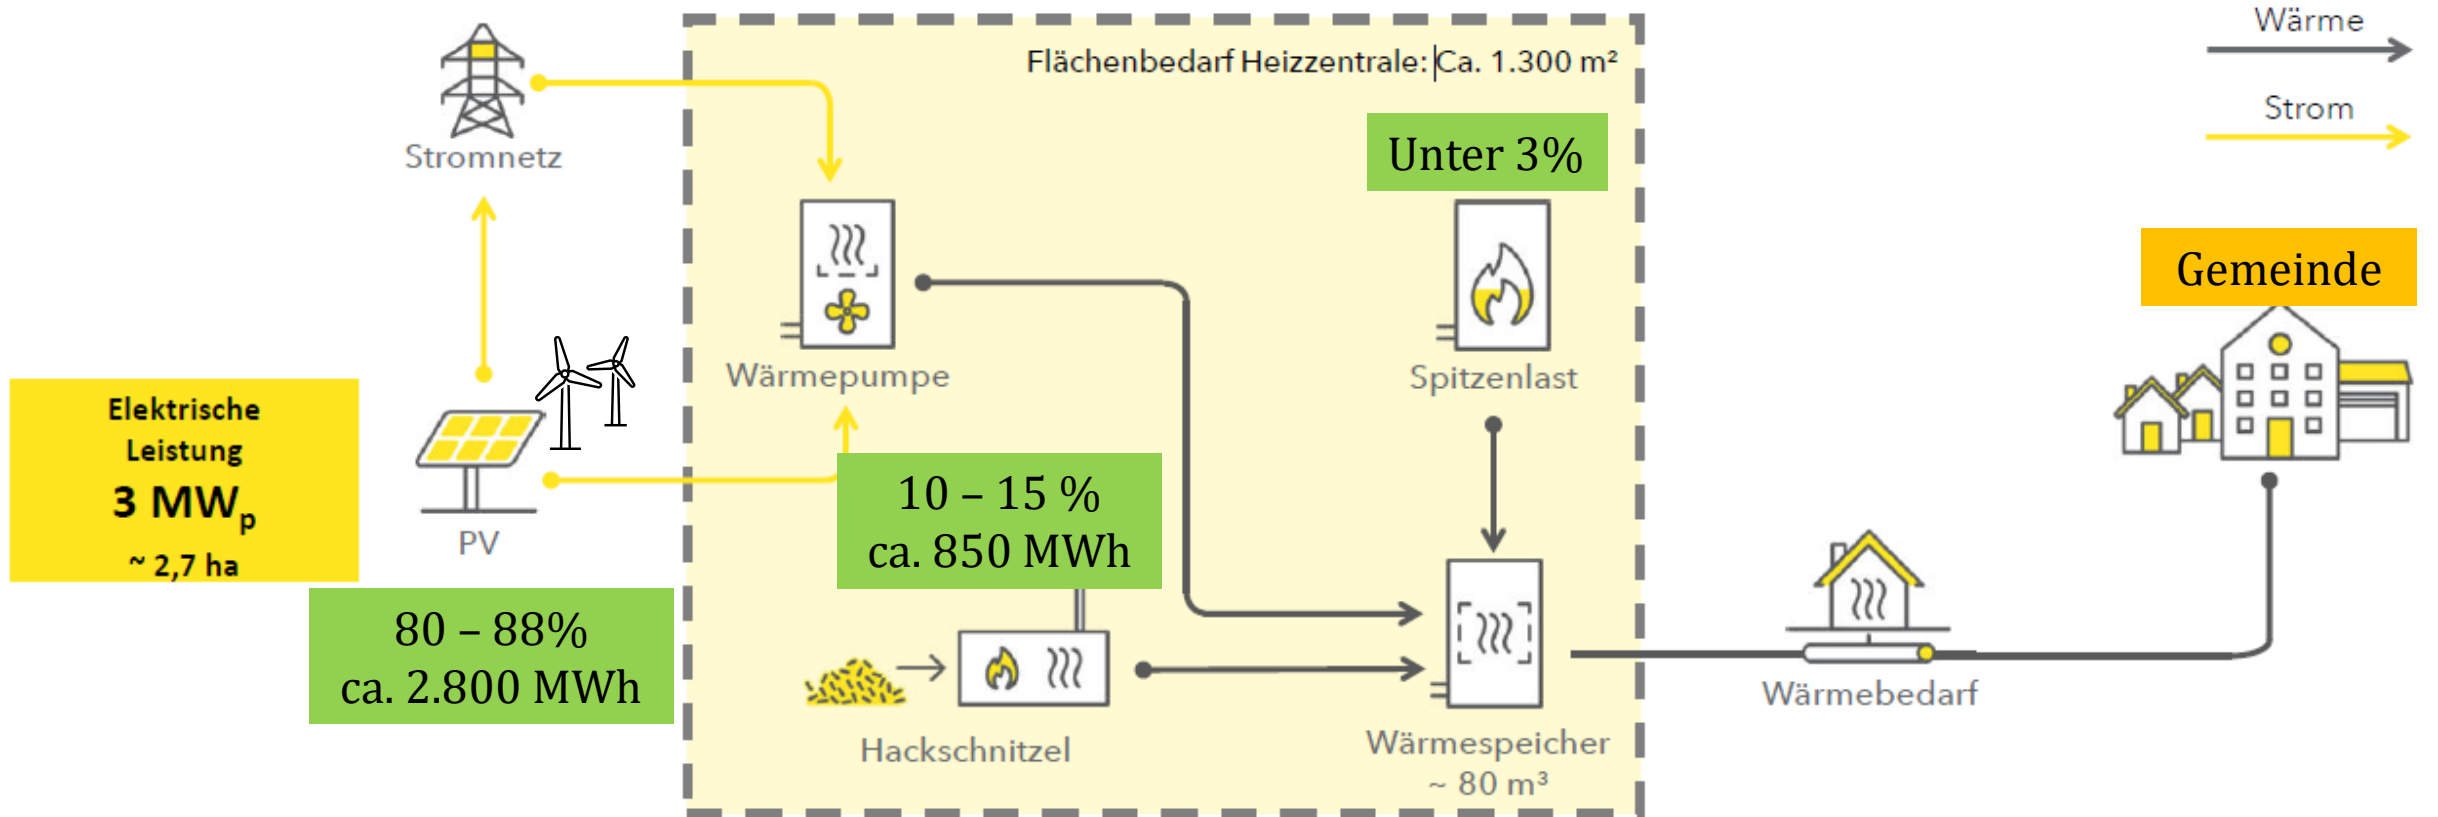 Wärme
Flächenbedarf Heizzentrale: Ca. 1.300 m²
Strom
Unter 3%
Stromnetz
Gemeinde
Wärmepumpe
Spitzenlast
Elektrische
Leistung
3 MWp
~ 2,7 ha
PV
10 – 15 %
ca. 850 MWh
80 – 88%
ca. 2.800 MWh
Wärmebedarf
Hackschnitzel
Wärmespeicher
~ 80 m³